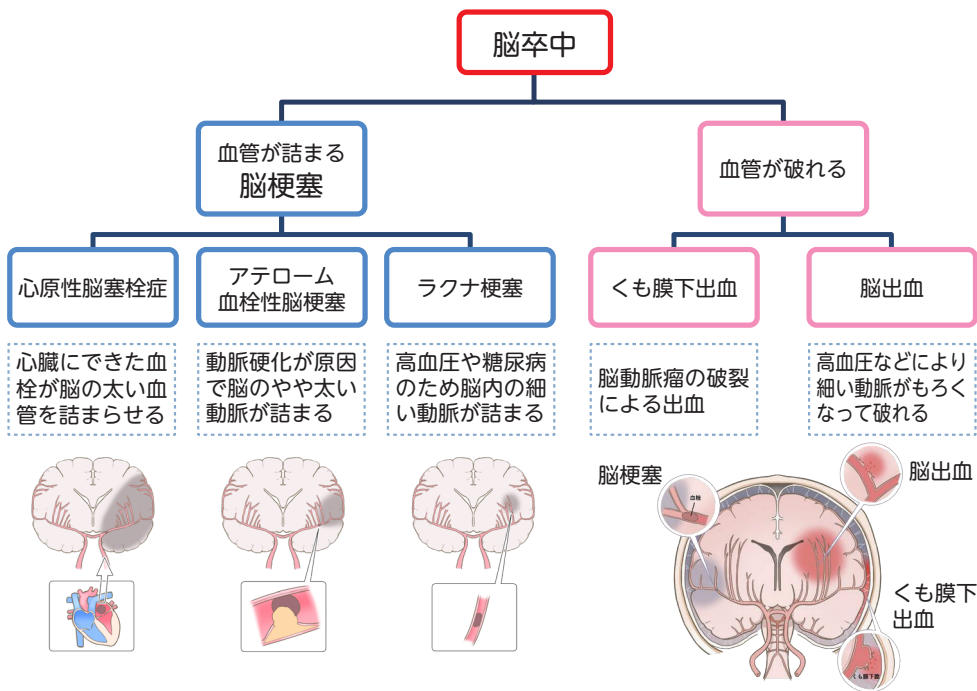 脳卒中
血管が詰まる
脳梗塞
血管が破れる
心原性脳塞栓症
アテローム
血栓性脳梗塞
ラクナ梗塞
くも膜下出血
脳出血
心臓にできた血
栓が脳の太い血
管を詰まらせる
動脈硬化が原因
で脳のやや太い
動脈が詰まる
高血圧や糖尿病
のため脳内の細
い動脈が詰まる
脳動脈瘤の破裂
による出血
高血圧などにより
細い動脈がもろく
なって破れる
脳梗塞
血栓
脳出血
くも膜下
出血
くも膜下腔